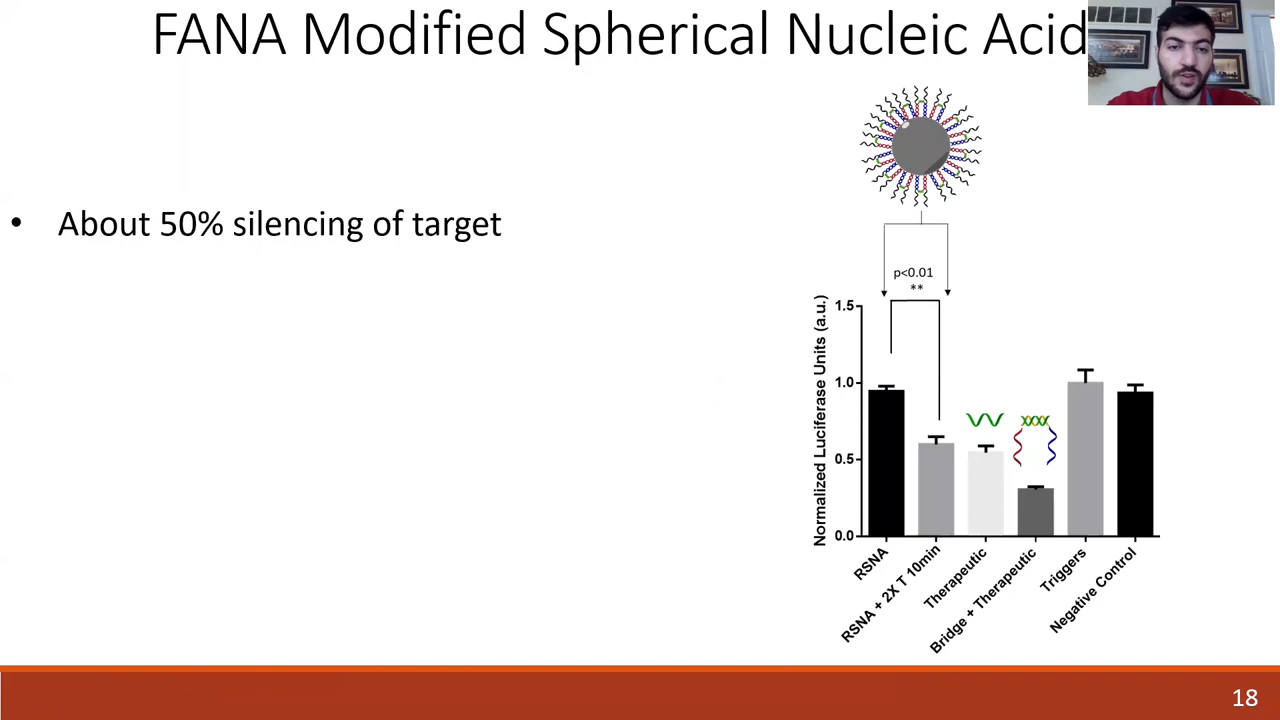 FANA Modified Spherical Nucleic Acid
• About 50% silencing of target
p<0.01
**
Normalized Luciferase Units (a.u.)
1.5
1.0
0.5
0.0
RSNA
RSNA + 2X T 10min
Therapeutic
Bridge + Therapeutic
Triggers
Negative Control
18